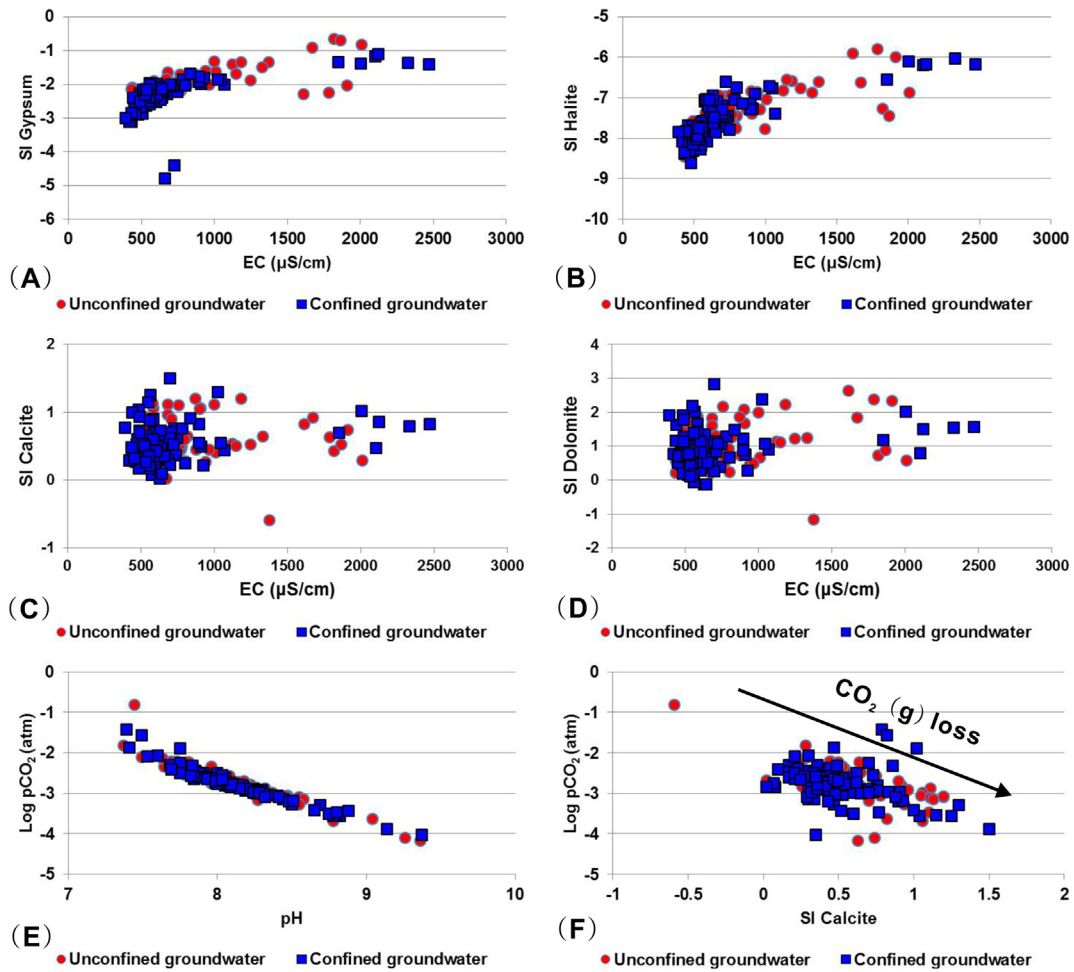 0
-1
-2
-3
-4
-5
-6
SI Gypsum
0 500 1000 1500 2000 2500 3000
EC (µS/cm)
(A)
Unconfined groundwater Confined groundwater
-5
-6
-7
-8
-9
-10
SI Halite
0 500 1000 1500 2000 2500 3000
EC (µS/cm)
(B)
Unconfined groundwater Confined groundwater
2
1
0
-1
SI Calcite
0 500 1000 1500 2000 2500 3000
EC (µS/cm)
(C)
Unconfined groundwater Confined groundwater
4
3
2
1
0
-1
-2
SI Dolomite
0 500 1000 1500 2000 2500 3000
EC (µS/cm)
(D)
Unconfined groundwater Confined groundwater
0
-1
-2
-3
-4
-5
Log pCO₂ (atm)
7 8 9 10
pH
(E)
Unconfined groundwater Confined groundwater
0
-1
-2
-3
-4
-5
Log pCO₂ (atm)
CO₂ (g) loss
-1 -0.5 0 0.5 1 1.5 2
SI Calcite
(F)
Unconfined groundwater Confined groundwater